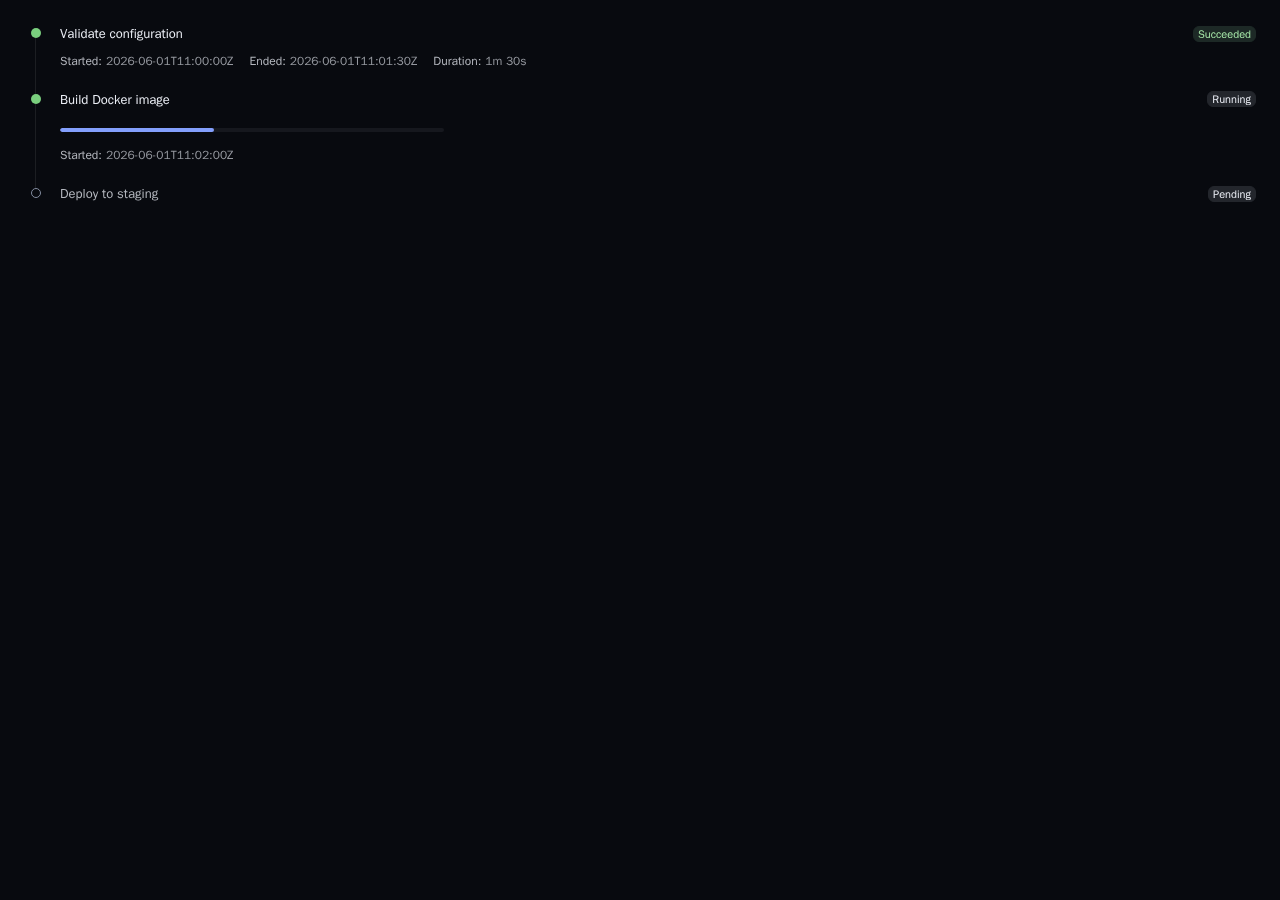 Validate configuration Succeeded
Started: 2026-06-01T11:00:00Z Ended: 2026-06-01T11:01:30Z Duration: 1m 30s
Build Docker image Running
Started: 2026-06-01T11:02:00Z
Deploy to staging Pending